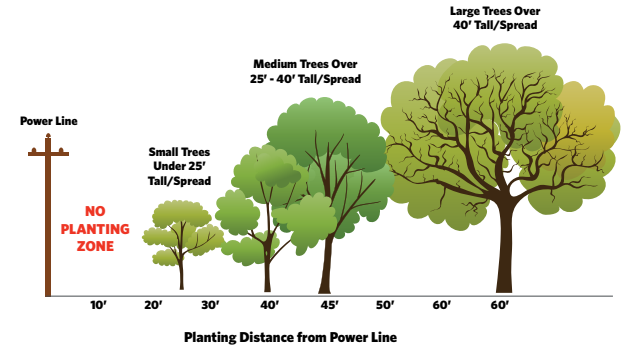 Large Trees Over
40' Tall/Spread
Medium Trees Over
25' - 40' Tall/Spread
Power Line
Small Trees
Under 25'
Tall/Spread
NO
PLANTING
ZONE
10' 20' 30' 40' 45' 50' 60' 60'
Planting Distance from Power Line